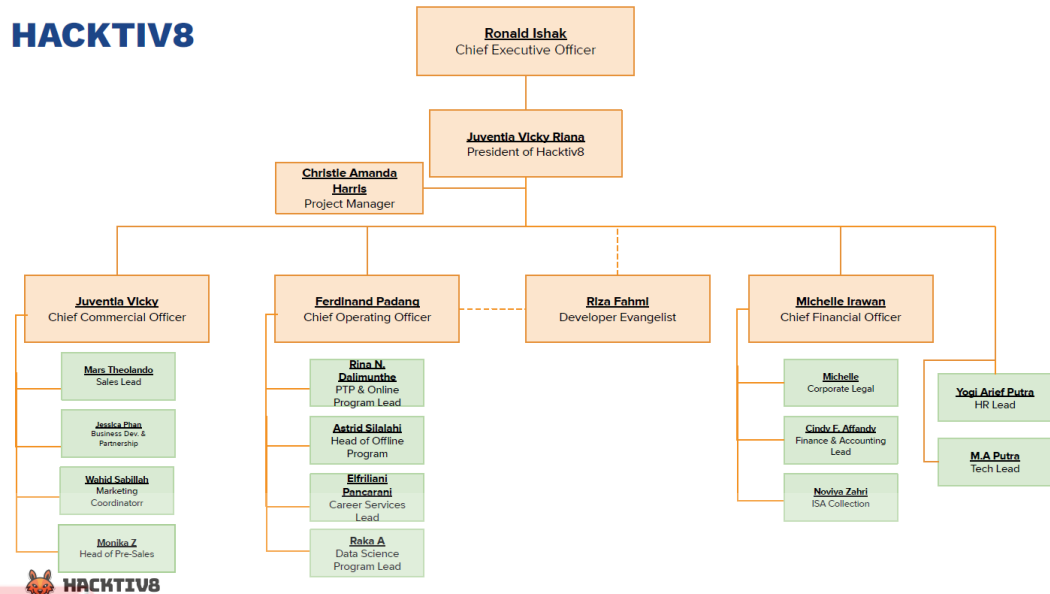 HACKTIV8
Ronald Ishak
Chief Executive Officer
Juventia Vicky Riana
President of Hacktiv8
Christie Amanda
Harris
Project Manager
Juventia Vicky
Chief Commercial Officer
Ferdinand Padang
Chief Operating Officer
Riza Fahmi
Developer Evangelist
Michelle Irawan
Chief Financial Officer
Mars Theolando
Sales Lead
Jessica Phan
Business Dev. &
Partnership
Wahid Sabillah
Marketing
Coordinatorr
Monika Z
Head of Pre-Sales
Rina N.
Dalimunthe
PTP & Online
Program Lead
Astrid Silalahi
Head of Offline
Program
Elfriliani
Pancarani
Career Services
Lead
Raka A
Data Science
Program Lead
Michelle
Corporate Legal
Cindy F. Affandy
Finance & Accounting
Lead
Noviya Zahri
ISA Collection
Yogi Arief Putra
HR Lead
M.A Putra
Tech Lead
HACKTIV8